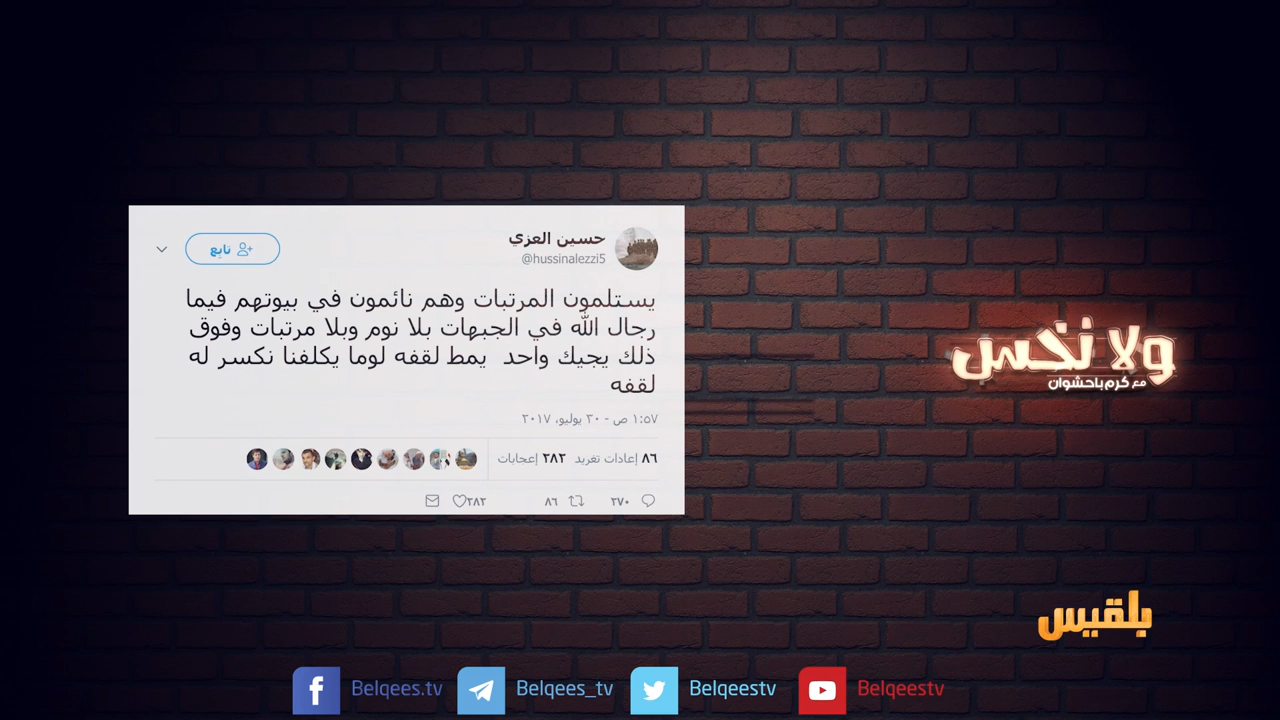 حسين العزي
@hussinalezzi5
تابع
يستلمون المرتبات وهم نائمون في بيوتهم فيما
رجال الله في الجبهات بلا نوم وبلا مرتبات وفوق
ذلك يجيك واحد يمط لقفه لوما يكلفنا نكسر له
لقفه
١:٥٧ ص - ٣٠ يوليو، ٢٠١٧
٨٦ إعادات تغريد ٢٨٢ إعجابات
٢٧٠ ٨٦ ٢٨٢
ولا نخس
مع كرم باحشوان
بلقيس
Belqees.tv Belqees_tv Belqeestv Belqeestv